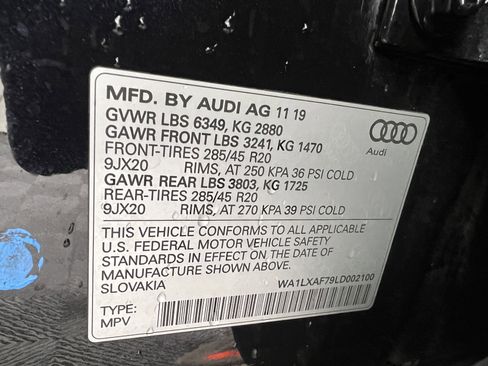 MFD. BY AUDI AG 11 19
GVWR LBS 6349, KG 2880
GAWR FRONT LBS 3241, KG 1470
FRONT-TIRES 285/45 R20
9JX20 RIMS, AT 250 KPA 36 PSI COLD
GAWR REAR LBS 3803, KG 1725
REAR-TIRES 285/45 R20
9JX20 RIMS, AT 270 KPA 39 PSI COLD
Audi
THIS VEHICLE CONFORMS TO ALL APPLICABLE
U.S. FEDERAL MOTOR VEHICLE SAFETY
STANDARDS IN EFFECT ON THE DATE OF
MANUFACTURE SHOWN ABOVE.
SLOVAKIA
WA1LXAF79LD002100
TYPE:
MPV